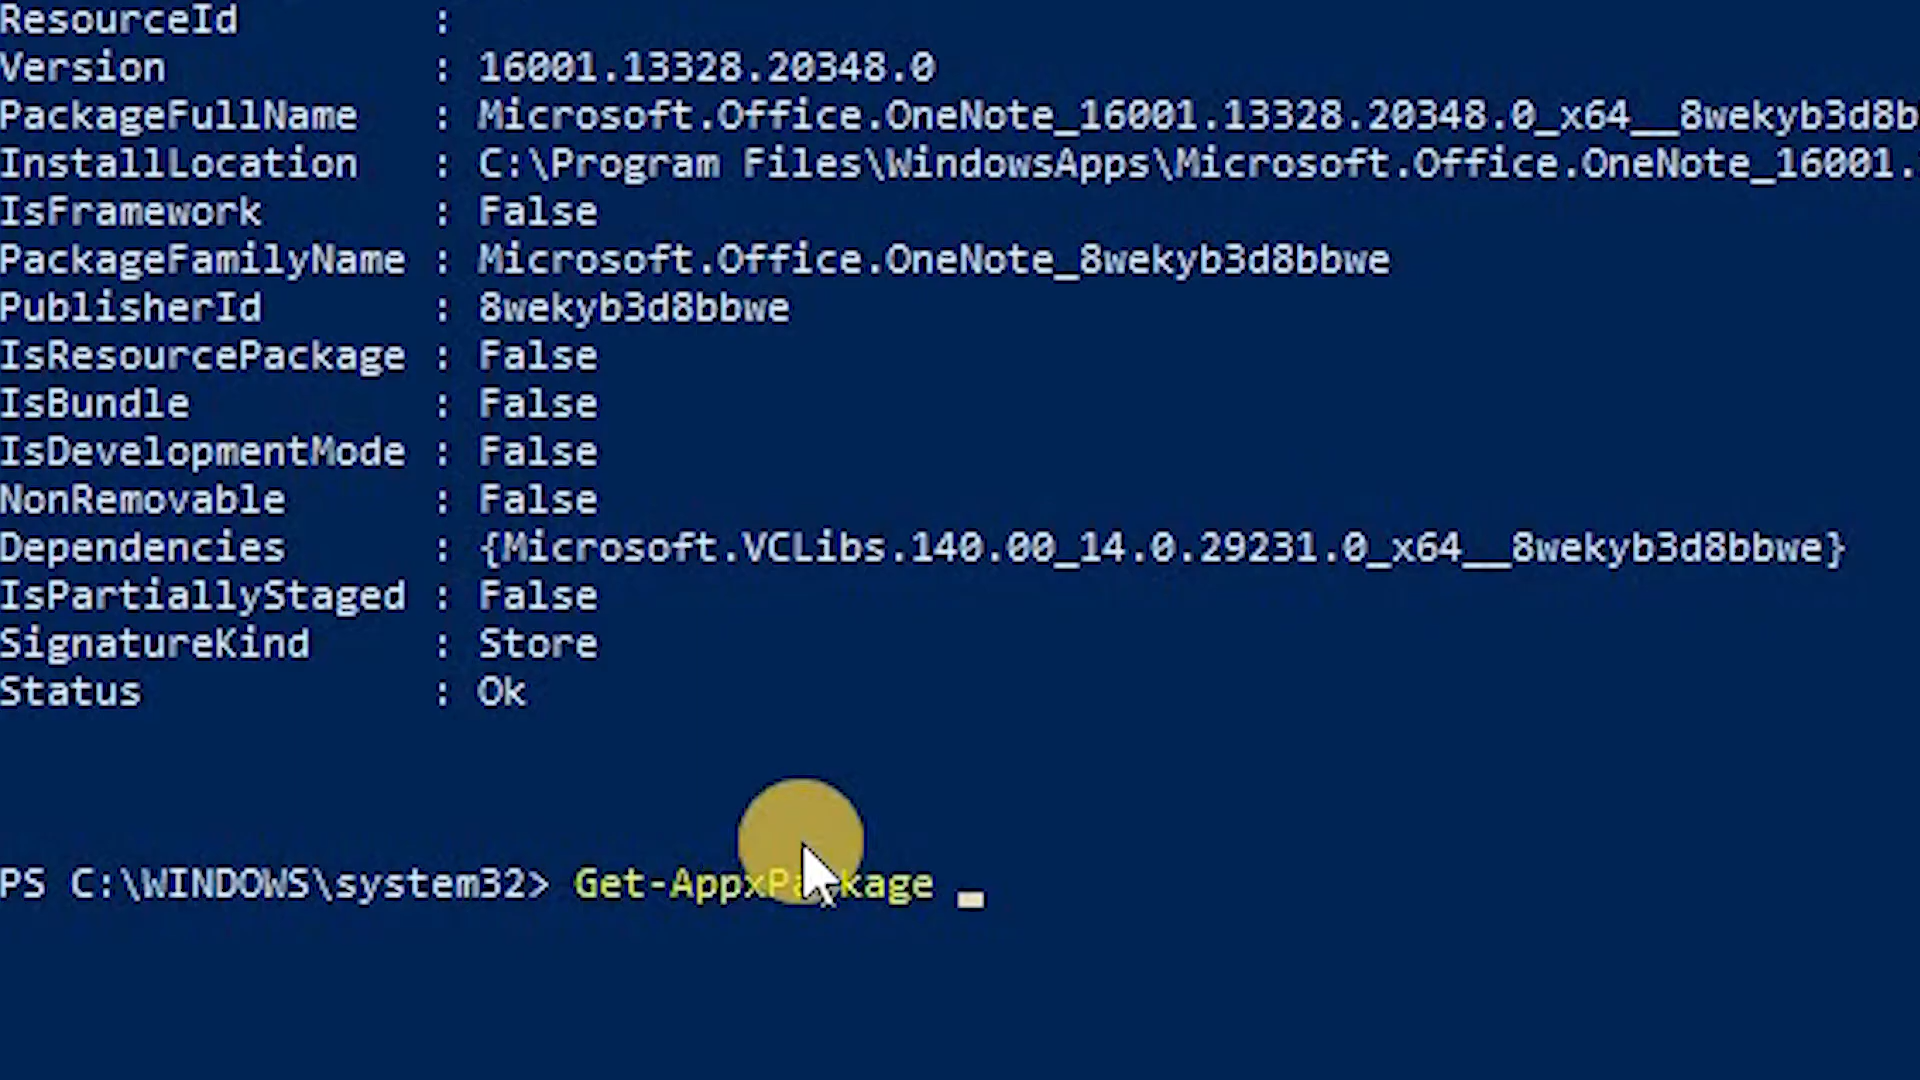 ResourceId :
Version : 16001.13328.20348.0
PackageFullName : Microsoft.Office.OneNote_16001.13328.20348.0_x64__8wekyb3d8b
InstallLocation : C:\Program Files\WindowsApps\Microsoft.Office.OneNote_16001.
IsFramework : False
PackageFamilyName : Microsoft.Office.OneNote_8wekyb3d8bbwe
PublisherId : 8wekyb3d8bbwe
IsResourcePackage : False
IsBundle : False
IsDevelopmentMode : False
NonRemovable : False
Dependencies : {Microsoft.VCLibs.140.00_14.0.29231.0_x64__8wekyb3d8bbwe}
IsPartiallyStaged : False
SignatureKind : Store
Status : Ok
PS C:\WINDOWS\system32> Get-AppxPackage _